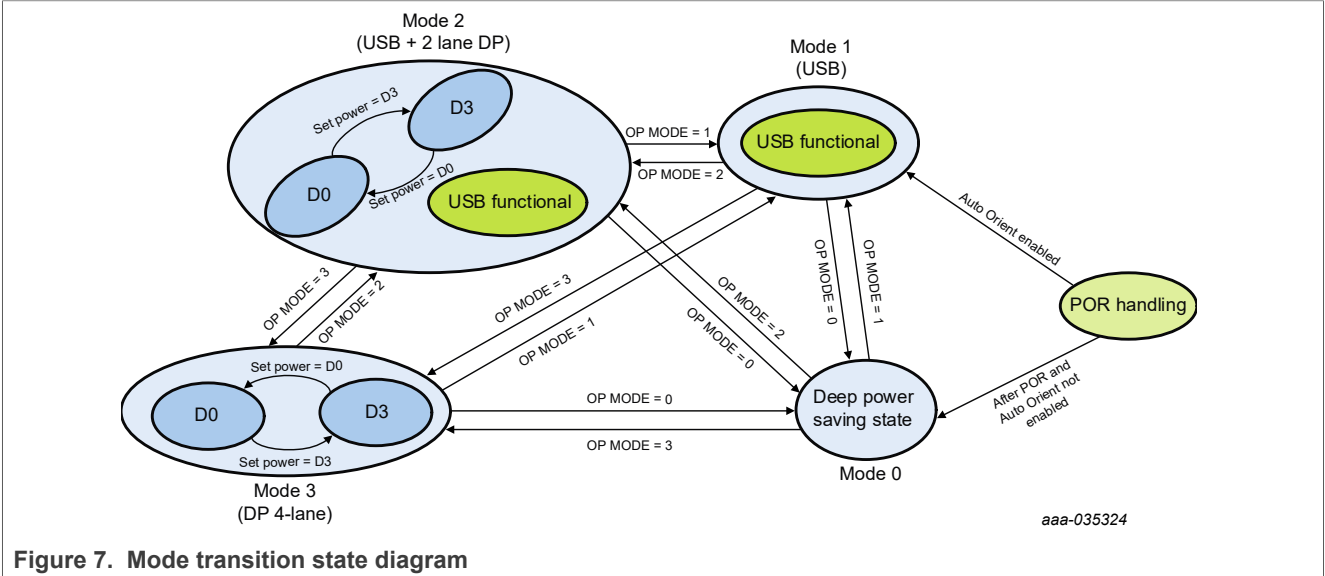 Mode 2
(USB + 2 lane DP)
Mode 1
(USB)
D3
Set power = D3
D0
Set power = D0
USB functional
OP MODE = 1
OP MODE = 2
USB functional
Auto Orient enabled
POR handling
After POR and
Auto Orient not
enabled
OP MODE = 3
OP MODE = 2
OP MODE = 3
OP MODE = 1
OP MODE = 2
OP MODE = 0
OP MODE = 0
OP MODE = 1
Set power = D0
D0
D3
Set power = D3
OP MODE = 0
OP MODE = 3
Deep power
saving state
Mode 0
Mode 3
(DP 4-lane)
aaa-035324
Figure 7. Mode transition state diagram